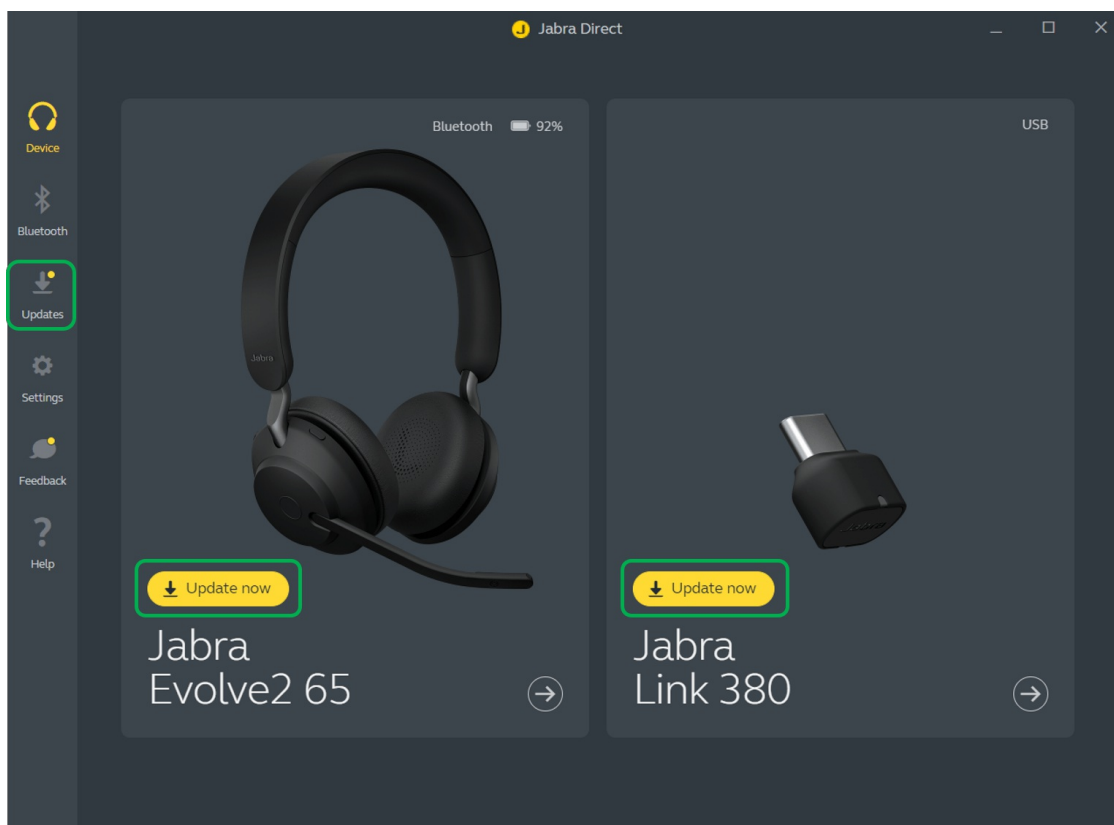 Jabra Direct
Device
Bluetooth
Updates
Settings
Feedback
Help
Bluetooth 92%
Jabra
Update now
Jabra
Evolve2 65
USB
Update now
Jabra
Link 380